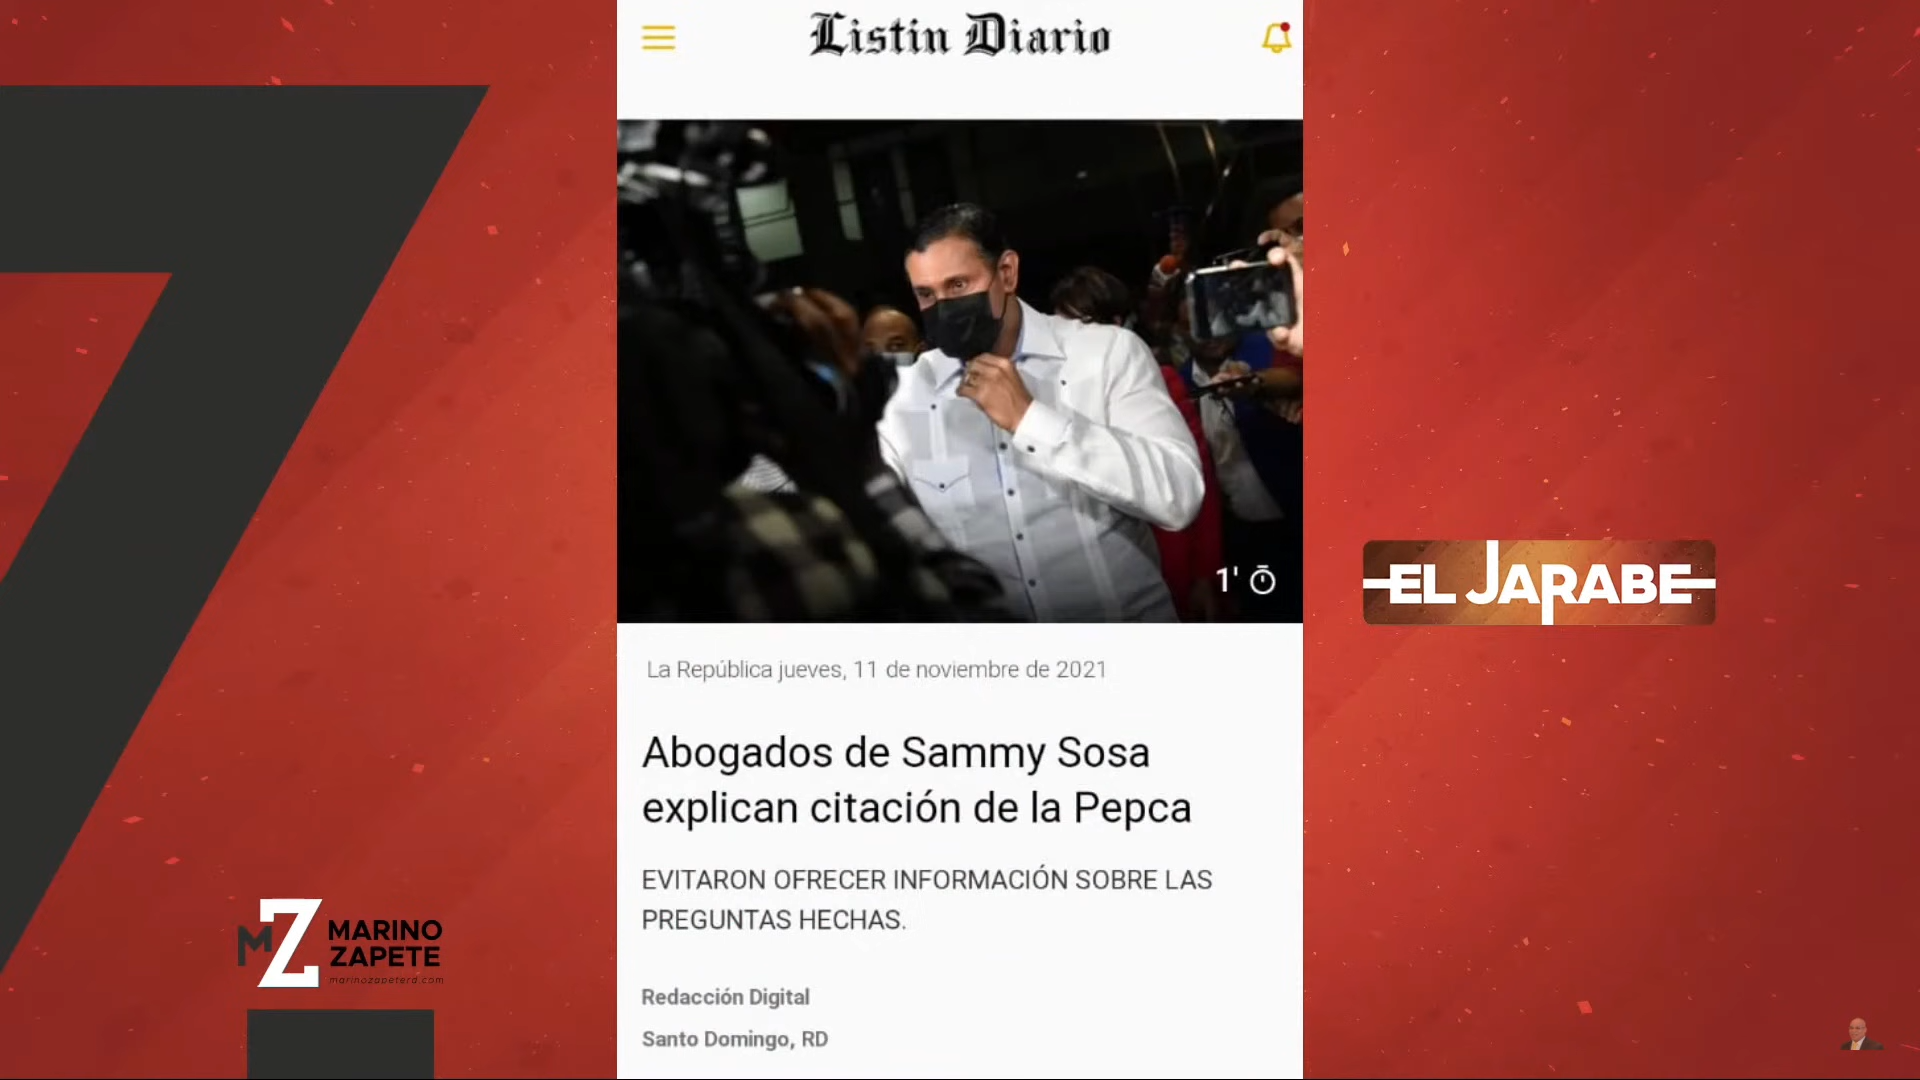 Listín Diario
1'
La República jueves, 11 de noviembre de 2021
Abogados de Sammy Sosa
explican citación de la Pepca
EVITARON OFRECER INFORMACIÓN SOBRE LAS
PREGUNTAS HECHAS.
Redacción Digital
Santo Domingo, RD
EL JARABE
MZ
MARINO
ZAPETE
marinozapeterd.com